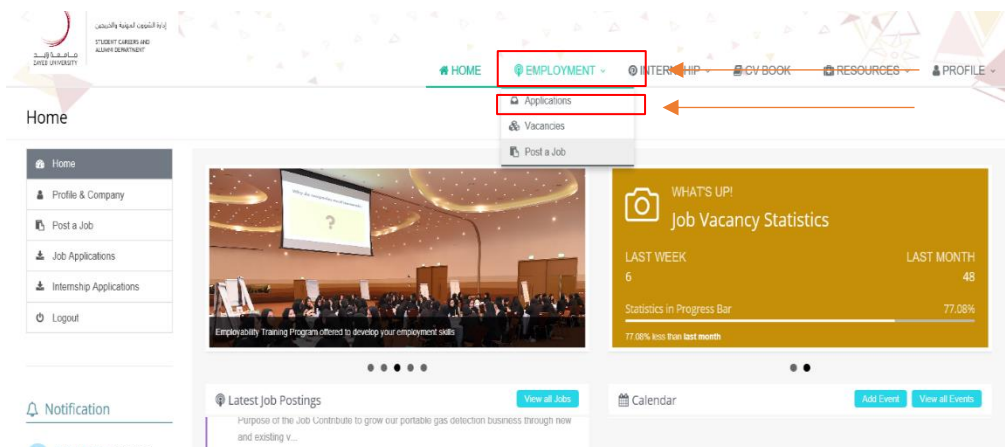 إدارة الشؤون المهنية والخريجين
STUDENT CAREERS AND
ALUMNI DEPARTMENT
جامعة زايد
ZAYED UNIVERSITY
HOME
EMPLOYMENT
INTERNSHIP
CV BOOK
RESOURCES
PROFILE
Home
Applications
Vacancies
Post a Job
Home
Profile & Company
Post a Job
Job Applications
Internship Applications
Logout
?
Employability Training Program offered to develop your employment skills
WHAT'S UP!
Job Vacancy Statistics
LAST WEEK
LAST MONTH
6
48
Statistics in Progress Bar
77.08%
77.08% less than last month
Notification
Latest Job Postings
View all Jobs
Purpose of the Job Contribute to grow our portable gas detection business through new
and existing v...
Calendar
Add Event
View all Events